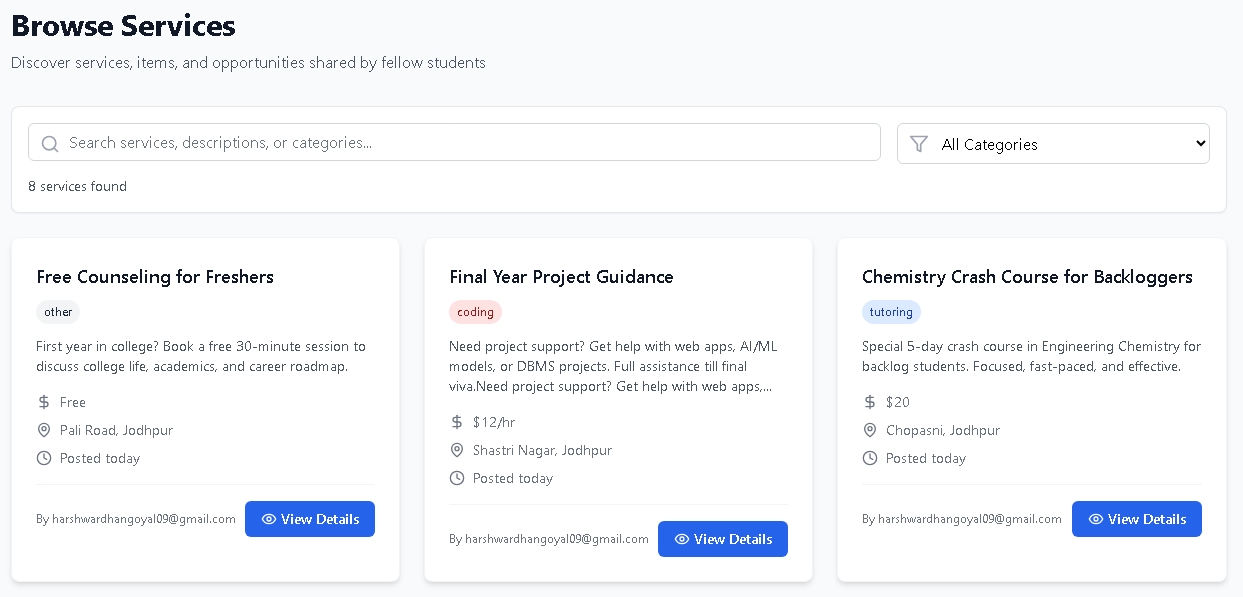 Browse Services
Discover services, items, and opportunities shared by fellow students
Search services, descriptions, or categories...
All Categories
8 services found
Free Counseling for Freshers
other
First year in college? Book a free 30-minute session to
discuss college life, academics, and career roadmap.
Free
Pali Road, Jodhpur
Posted today
By harshwardhangoyal09@gmail.com
View Details
Final Year Project Guidance
coding
Need project support? Get help with web apps, AI/ML
models, or DBMS projects. Full assistance till final
viva.Need project support? Get help with web apps,...
$12/hr
Shastri Nagar, Jodhpur
Posted today
By harshwardhangoyal09@gmail.com
View Details
Chemistry Crash Course for Backloggers
tutoring
Special 5-day crash course in Engineering Chemistry for
backlog students. Focused, fast-paced, and effective.
$20
Chopasni, Jodhpur
Posted today
By harshwardhangoyal09@gmail.com
View Details